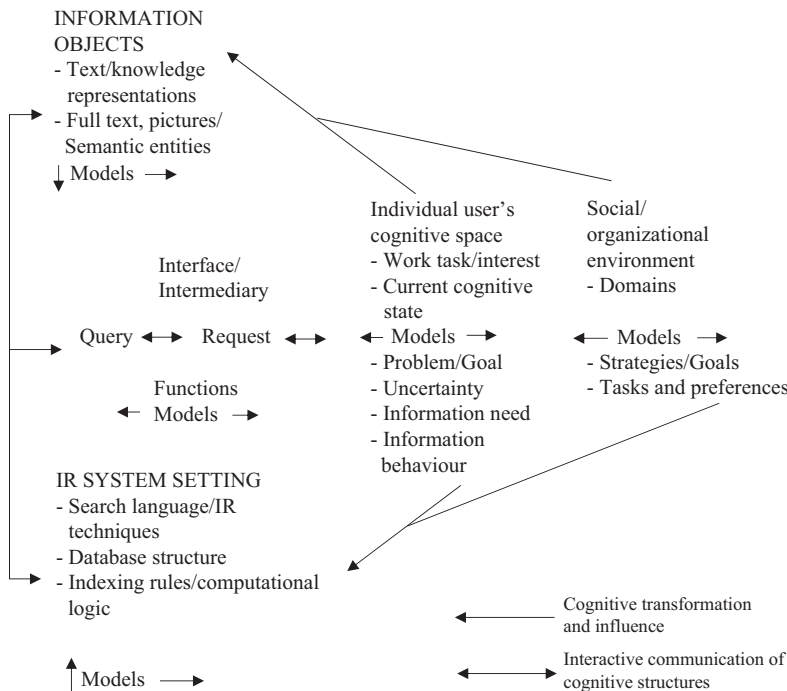 INFORMATION
OBJECTS
- Text/knowledge
representations
- Full text, pictures/
Semantic entities
Models
Interface/
Intermediary
Query
Request
Functions
Models
Individual user's
cognitive space
- Work task/interest
- Current cognitive
state
Models
- Problem/Goal
- Uncertainty
- Information need
- Information
behaviour
Social/
organizational
environment
- Domains
Models
- Strategies/Goals
- Tasks and preferences
IR SYSTEM SETTING
- Search language/IR
techniques
- Database structure
- Indexing rules/computational
logic
Models
Cognitive transformation
and influence
Interactive communication of
cognitive structures